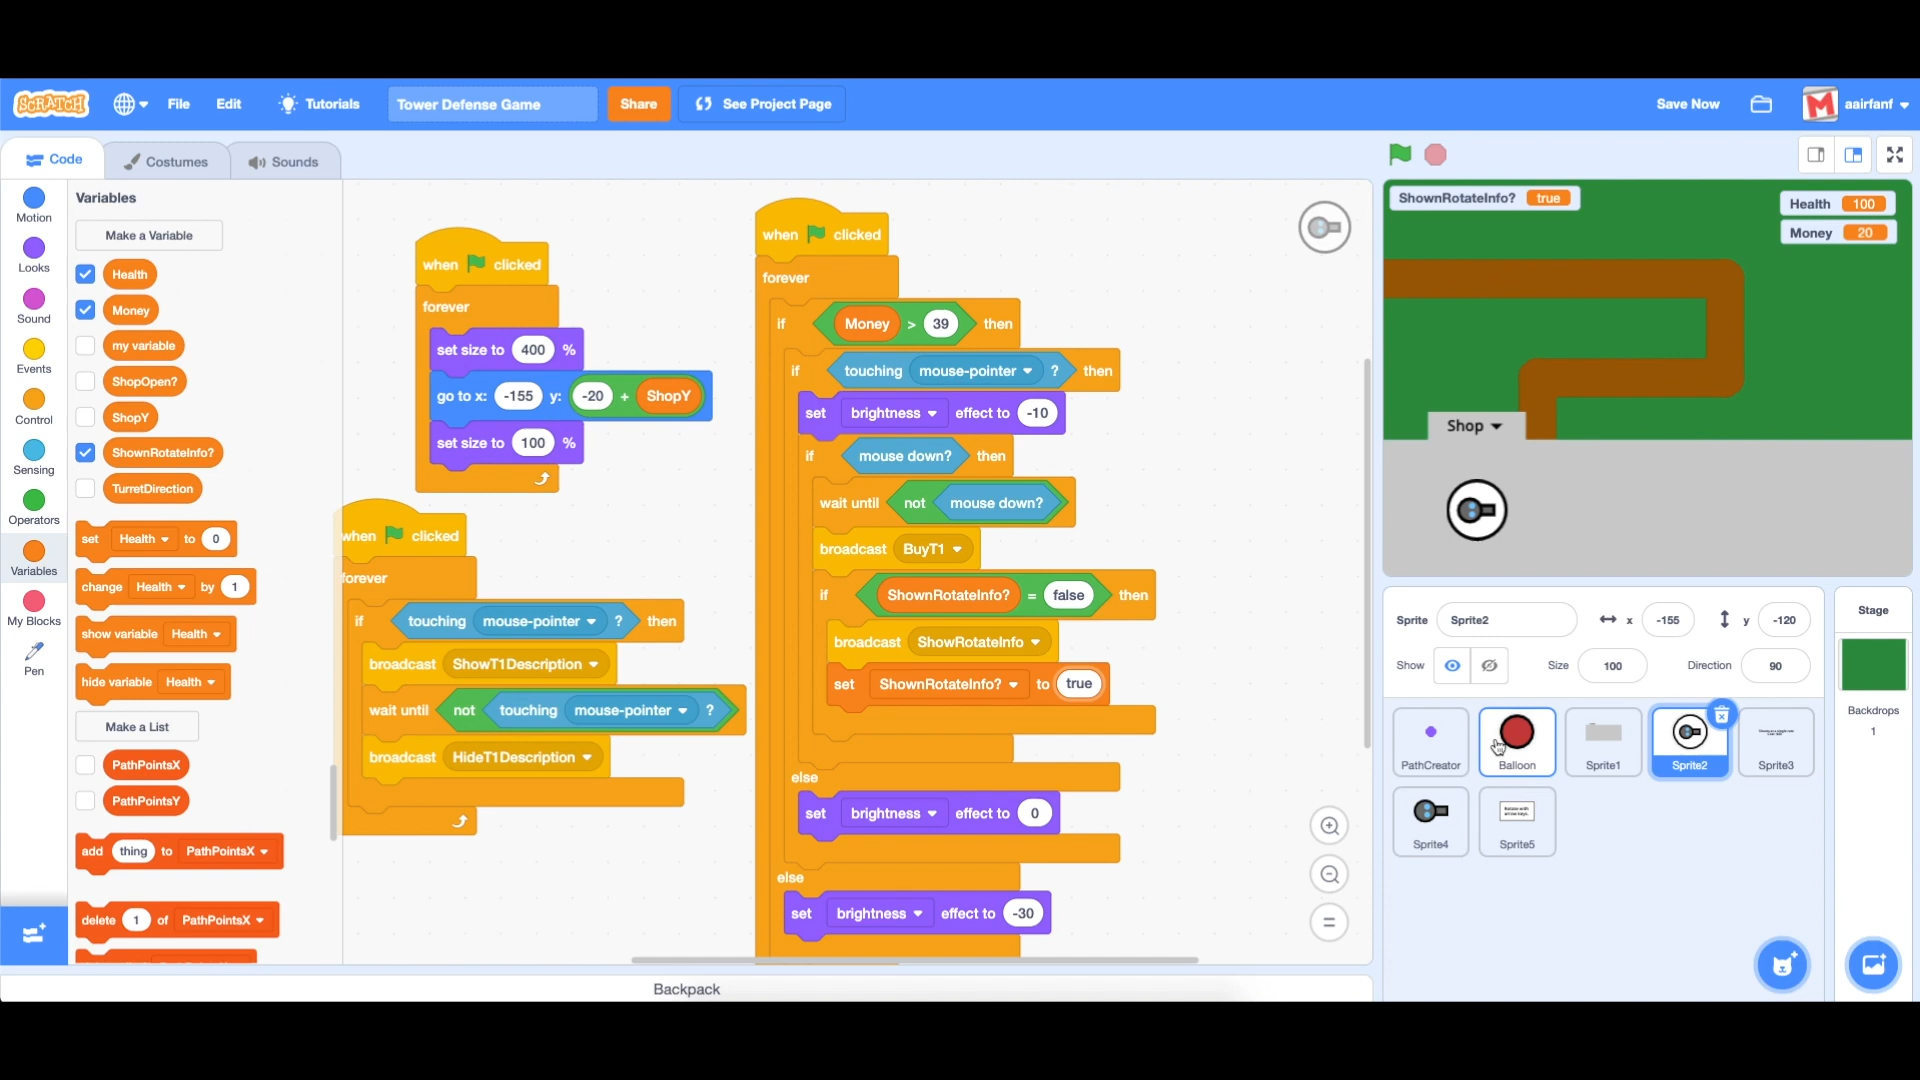 SCRATCH File Edit Tutorials Tower Defense Game Share See Project Page Save Now aairfanf
Code Costumes Sounds
Motion
Looks
Sound
Events
Control
Sensing
Operators
Variables
My Blocks
Pen
Variables
Make a Variable
Health
Money
my variable
ShopOpen?
ShopY
ShownRotateInfo?
TurretDirection
set Health to 0
change Health by 1
show variable Health
hide variable Health
Make a List
PathPointsX
PathPointsY
add thing to PathPointsX
delete 1 of PathPointsX
when clicked
forever
set size to 400 %
go to x: -155 y: -20 + ShopY
set size to 100 %
when clicked
forever
if touching mouse-pointer ? then
broadcast ShowT1Description
wait until not touching mouse-pointer ?
broadcast HideT1Description
when clicked
forever
if Money > 39 then
if touching mouse-pointer ? then
set brightness effect to -10
if mouse down? then
wait until not mouse down?
broadcast BuyT1
if ShownRotateInfo? = false then
broadcast ShowRotateInfo
set ShownRotateInfo? to true
else
set brightness effect to 0
else
set brightness effect to -30
Backpack
ShownRotateInfo? true
Health 100
Money 20
Shop
Sprite Sprite2 x -155 y -120
Show Size 100 Direction 90
PathCreator
Balloon
Sprite1
Sprite2
Sprite3
Sprite4
Rotate with
arrow keys.
Sprite5
Stage
Backdrops
1